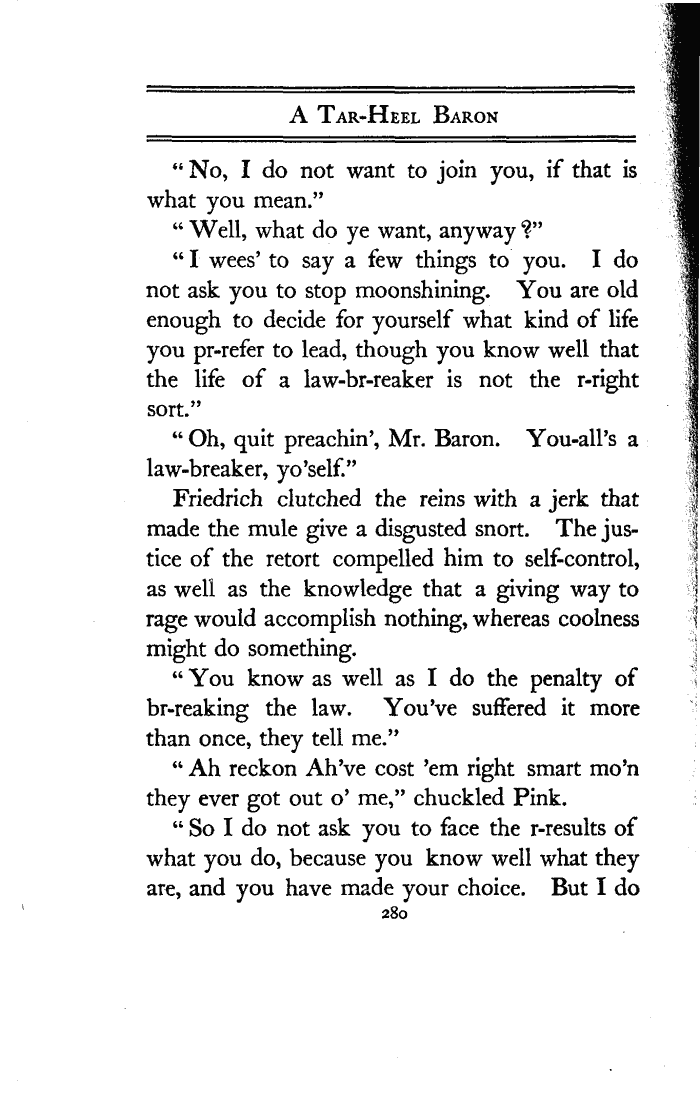 A Tar-Heel Baron
“No, I do not want to join you, if that is
what you mean.”
“Well, what do ye want, anyway?”
“I wees’ to say a few things to you. I do
not ask you to stop moonshining. You are old
enough to decide for yourself what kind of life
you pr-refer to lead, though you know well that
the life of a law-br-reaker is not the r-right
sort.”
“Oh, quit preachin’, Mr. Baron. You-all’s a
law-breaker, yo’self.”
Friedrich clutched the reins with a jerk that
made the mule give a disgusted snort. The jus-
tice of the retort compelled him to self-control,
as well as the knowledge that a giving way to
rage would accomplish nothing, whereas coolness
might do something.
“You know as well as I do the penalty of
br-reaking the law. You’ve suffered it more
than once, they tell me.”
“Ah reckon Ah’ve cost ’em right smart mo’n
they ever got out o’ me,” chuckled Pink.
“So I do not ask you to face the r-results of
what you do, because you know well what they
are, and you have made your choice. But I do
280